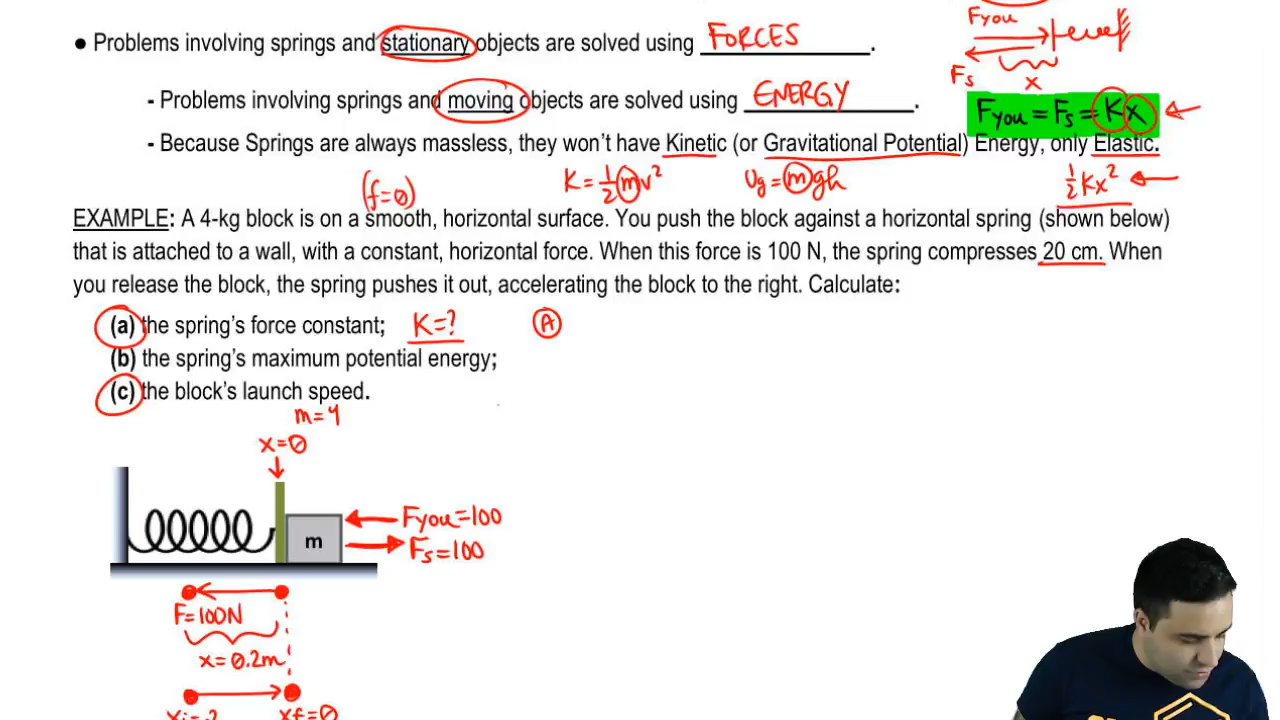 Fyou
● Problems involving springs and stationary objects are solved using FORCES.
Fs
x
- Problems involving springs and moving objects are solved using ENERGY.
Fyou = Fs = Kx
- Because Springs are always massless, they won't have Kinetic (or Gravitational Potential) Energy, only Elastic.
(f=0)
K = ½mv²
Ug = mgh
½Kx²
EXAMPLE: A 4-kg block is on a smooth, horizontal surface. You push the block against a horizontal spring (shown below)
that is attached to a wall, with a constant, horizontal force. When this force is 100 N, the spring compresses 20 cm. When
you release the block, the spring pushes it out, accelerating the block to the right. Calculate:
(a) the spring's force constant; K=? A
(b) the spring's maximum potential energy;
(c) the block's launch speed.
m=4
x=0
Fyou=100
m
Fs=100
F=100N
x=0.2m
xf=0